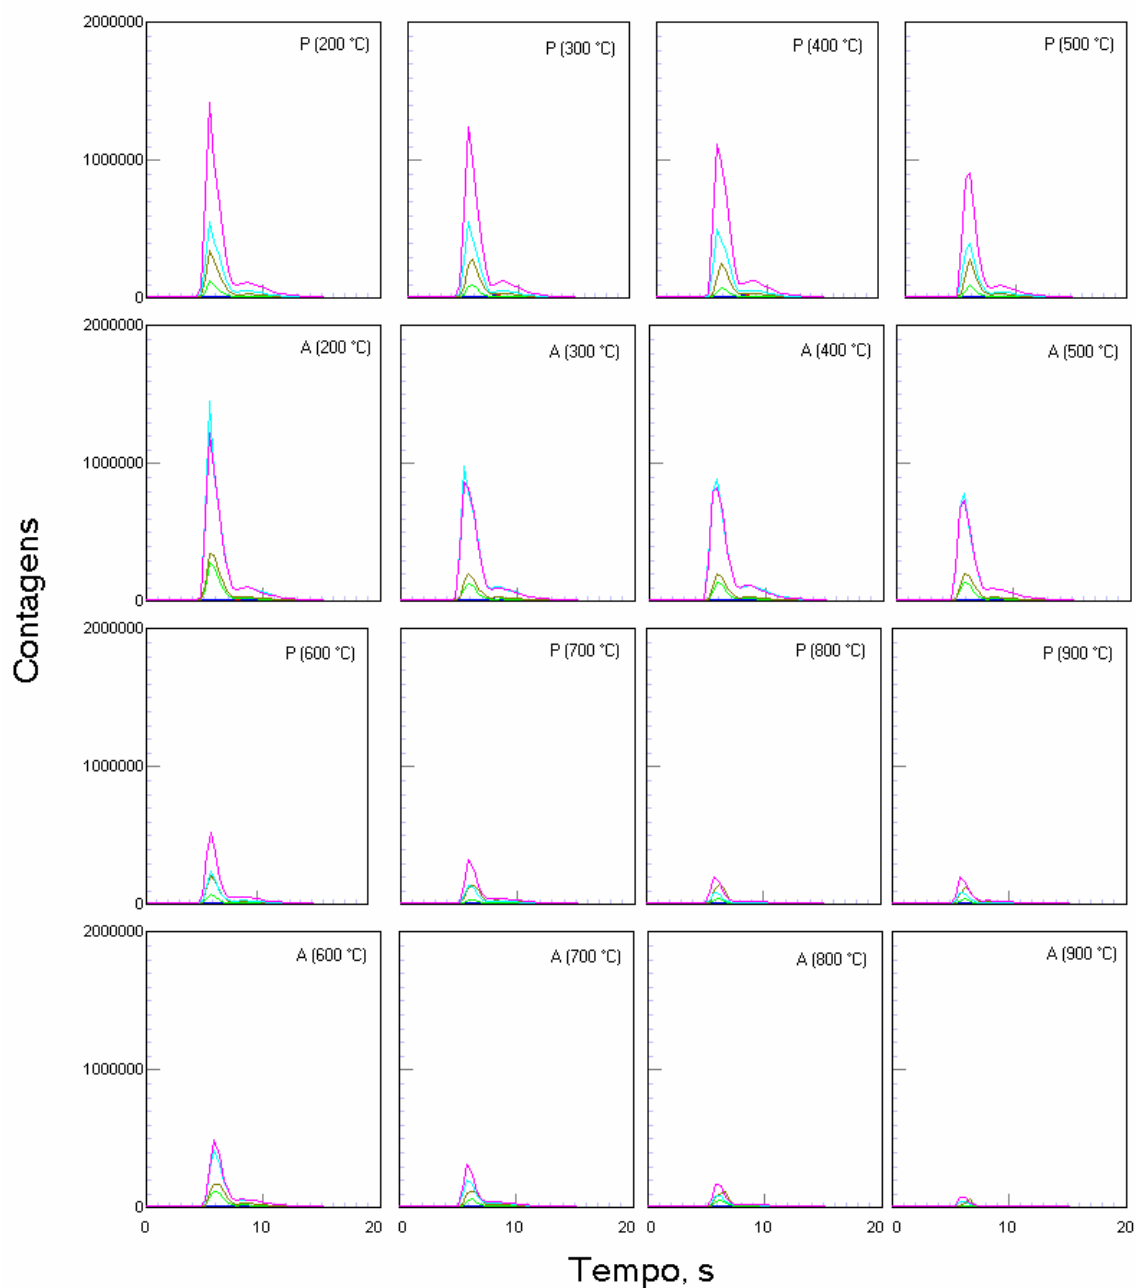 2000000
P (200 °C)
P (300 °C)
P (400 °C)
P (500 °C)
1000000
0
2000000
A (200 °C)
A (300 °C)
A (400 °C)
A (500 °C)
1000000
0
Contagens
2000000
P (600 °C)
P (700 °C)
P (800 °C)
P (900 °C)
1000000
0
2000000
A (600 °C)
A (700 °C)
A (800 °C)
A (900 °C)
1000000
0
0 10 20 0 10 20 0 10 20 0 10 20
Tempo, s